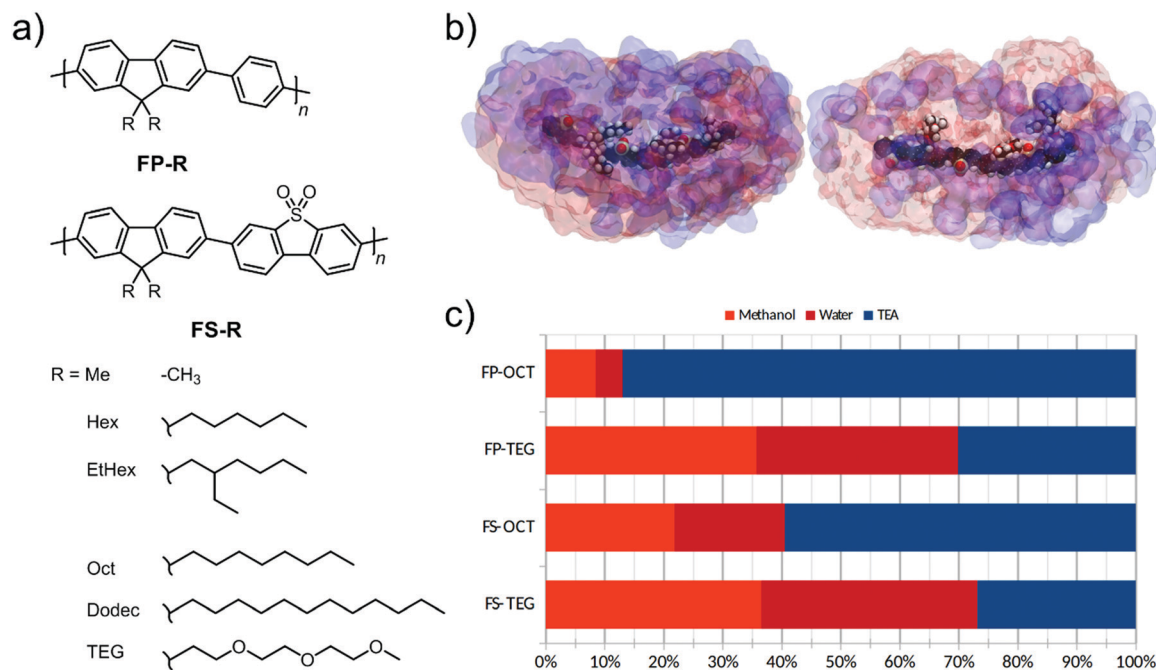 a)
R R
n
FP-R
O O
S
R R
n
FS-R
R = Me -CH3
Hex
EtHex
Oct
Dodec
TEG
O O O
b)
c)
Methanol Water TEA
FP-OCT
FP-TEG
FS-OCT
FS-TEG
0% 10% 20% 30% 40% 50% 60% 70% 80% 90% 100%